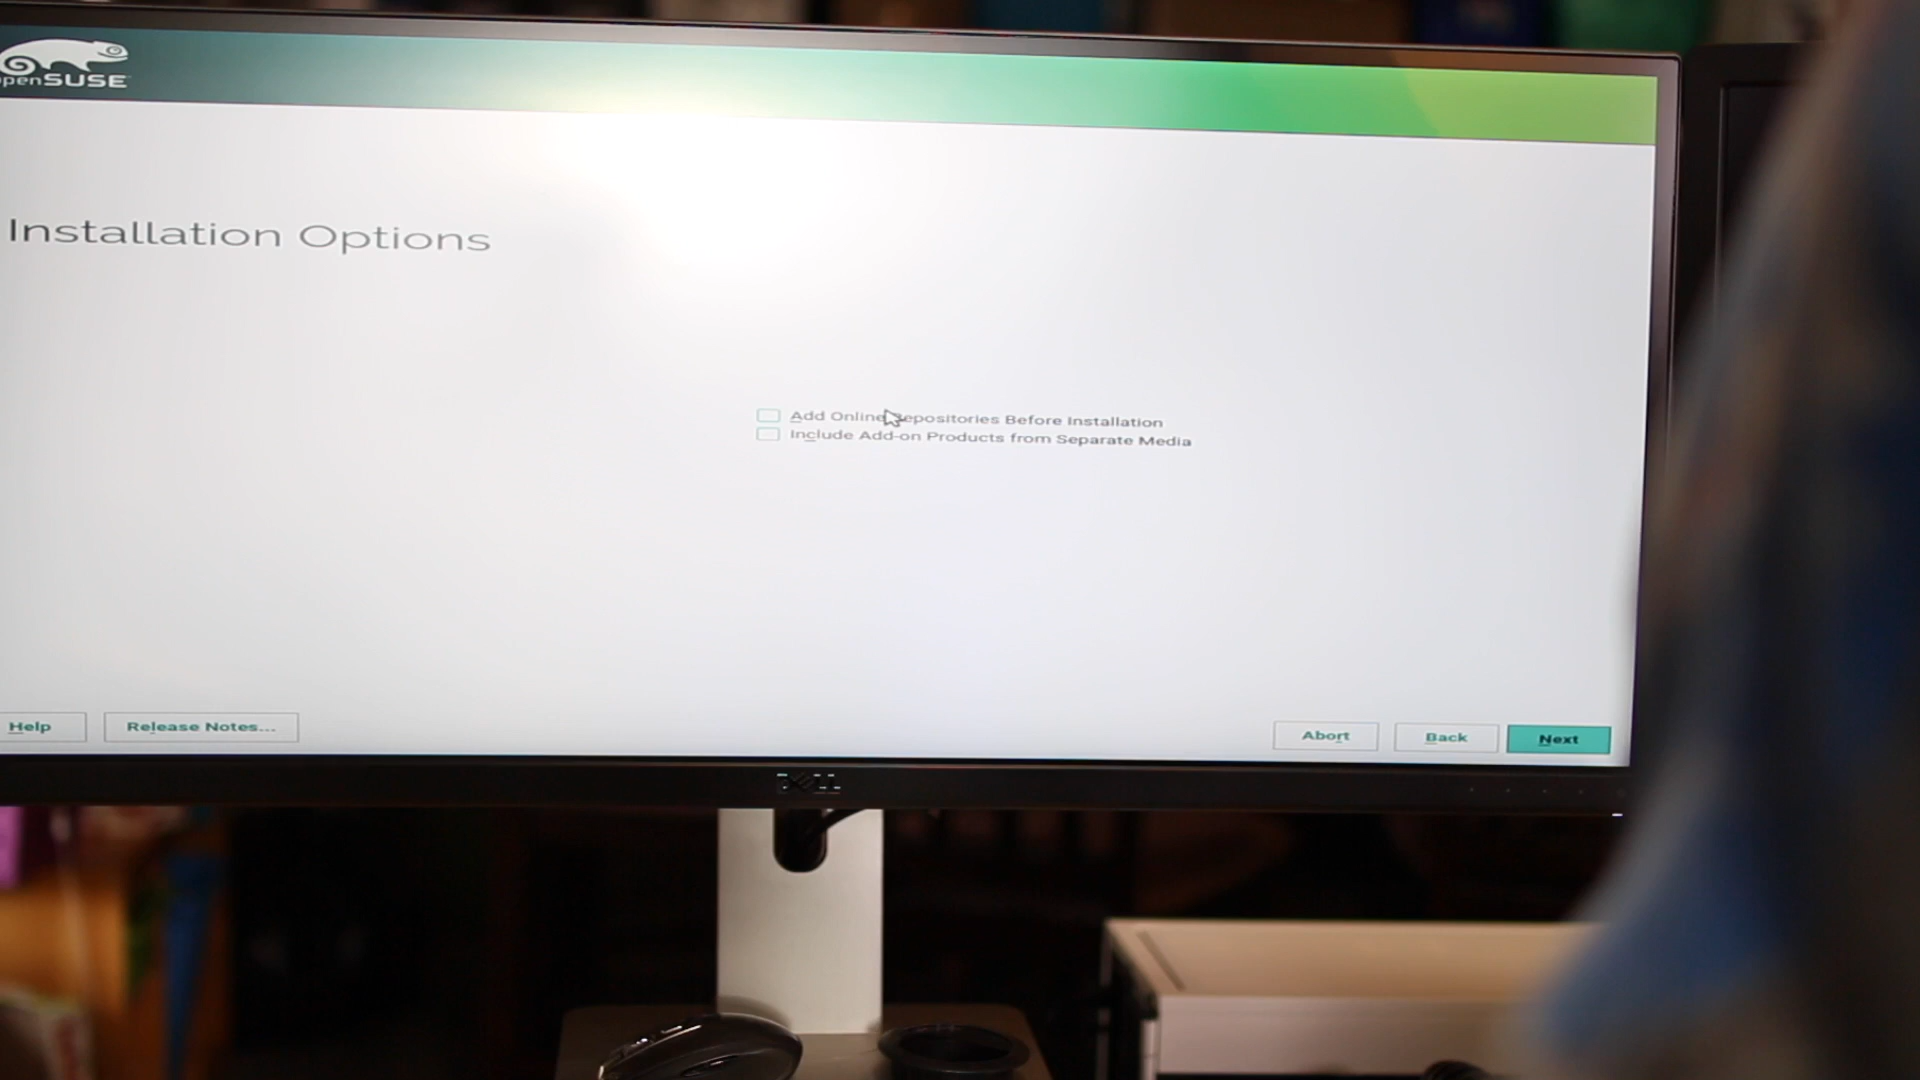 openSUSE
Installation Options
Add Online Repositories Before Installation
Include Add-on Products from Separate Media
Help
Release Notes...
Abort
Back
Next
DELL